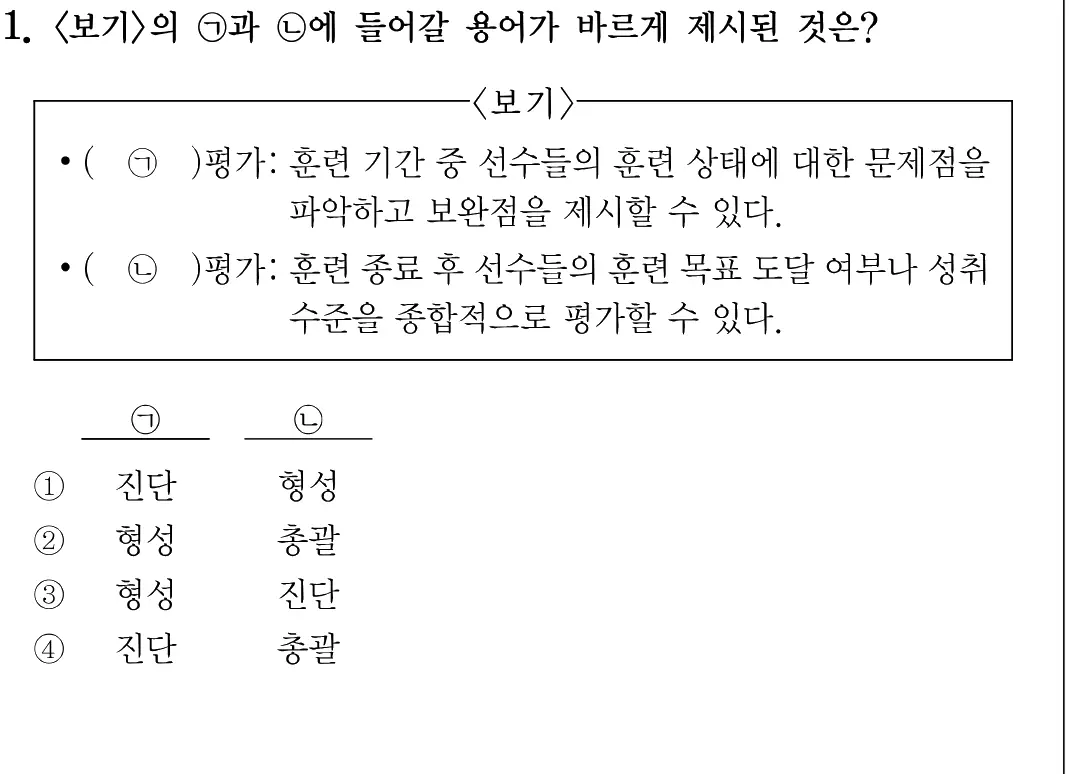 1. 〈보기〉의 ㉠과 ㉡에 들어갈 용어가 바르게 제시된 것은?
〈보기〉
• ( ㉠ )평가: 훈련 기간 중 선수들의 훈련 상태에 대한 문제점을
파악하고 보완점을 제시할 수 있다.
• ( ㉡ )평가: 훈련 종료 후 선수들의 훈련 목표 도달 여부나 성취
수준을 종합적으로 평가할 수 있다.
㉠ ㉡
① 진단 형성
② 형성 총괄
③ 형성 진단
④ 진단 총괄